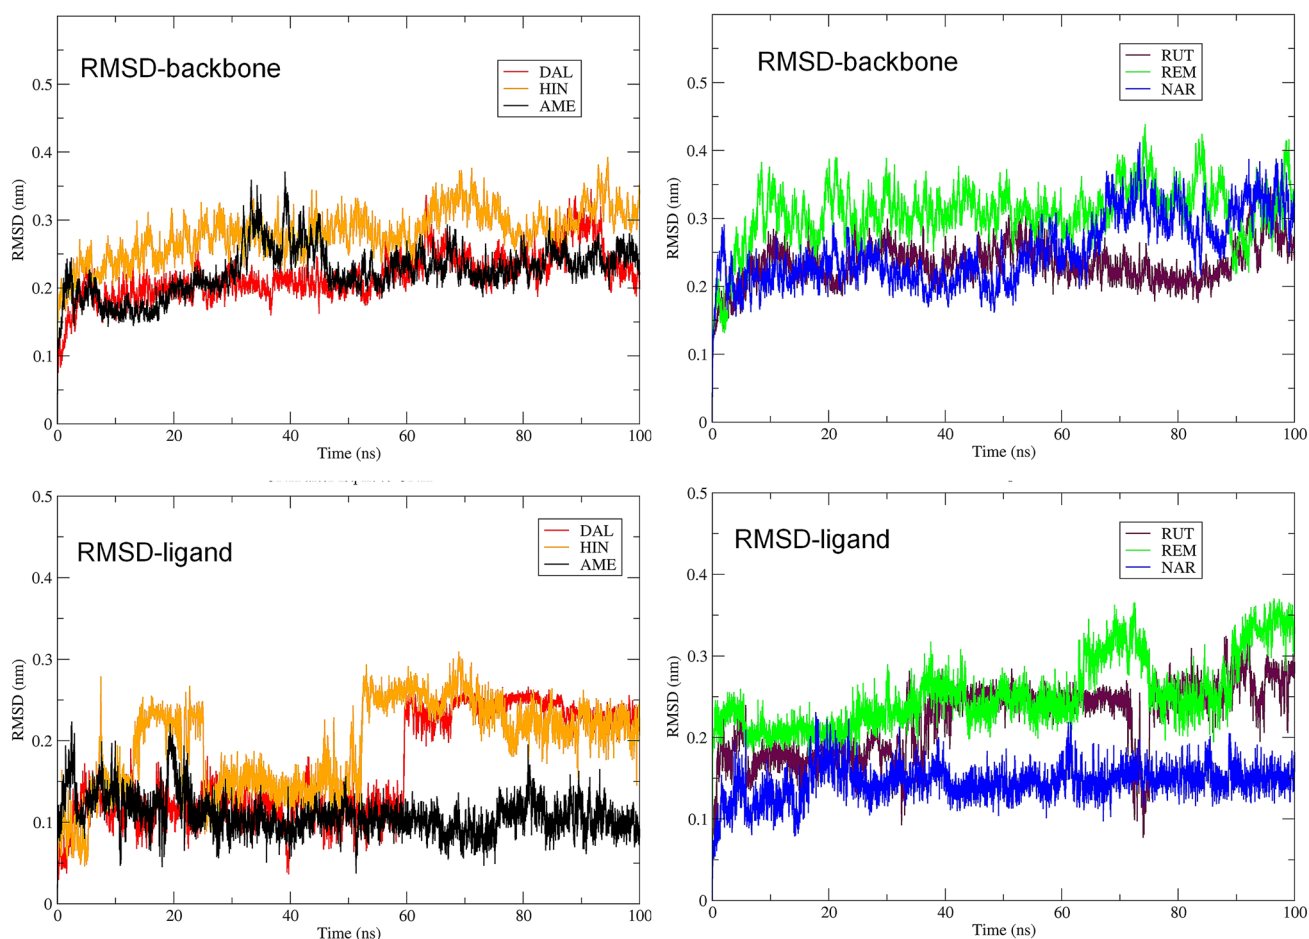 RMSD-backbone
DAL
HIN
AME
RMSD (nm)
0.5
0.4
0.3
0.2
0.1
0
0 20 40 60 80 100
Time (ns)
RMSD-backbone
RUT
REM
NAR
RMSD (nm)
0.5
0.4
0.3
0.2
0.1
0
0 20 40 60 80 100
Time (ns)
RMSD-ligand
DAL
HIN
AME
RMSD (nm)
0.5
0.4
0.3
0.2
0.1
0
0 20 40 60 80 100
Time (ns)
RMSD-ligand
RUT
REM
NAR
RMSD (nm)
0.5
0.4
0.3
0.2
0.1
0
0 20 40 60 80 100
Time (ns)